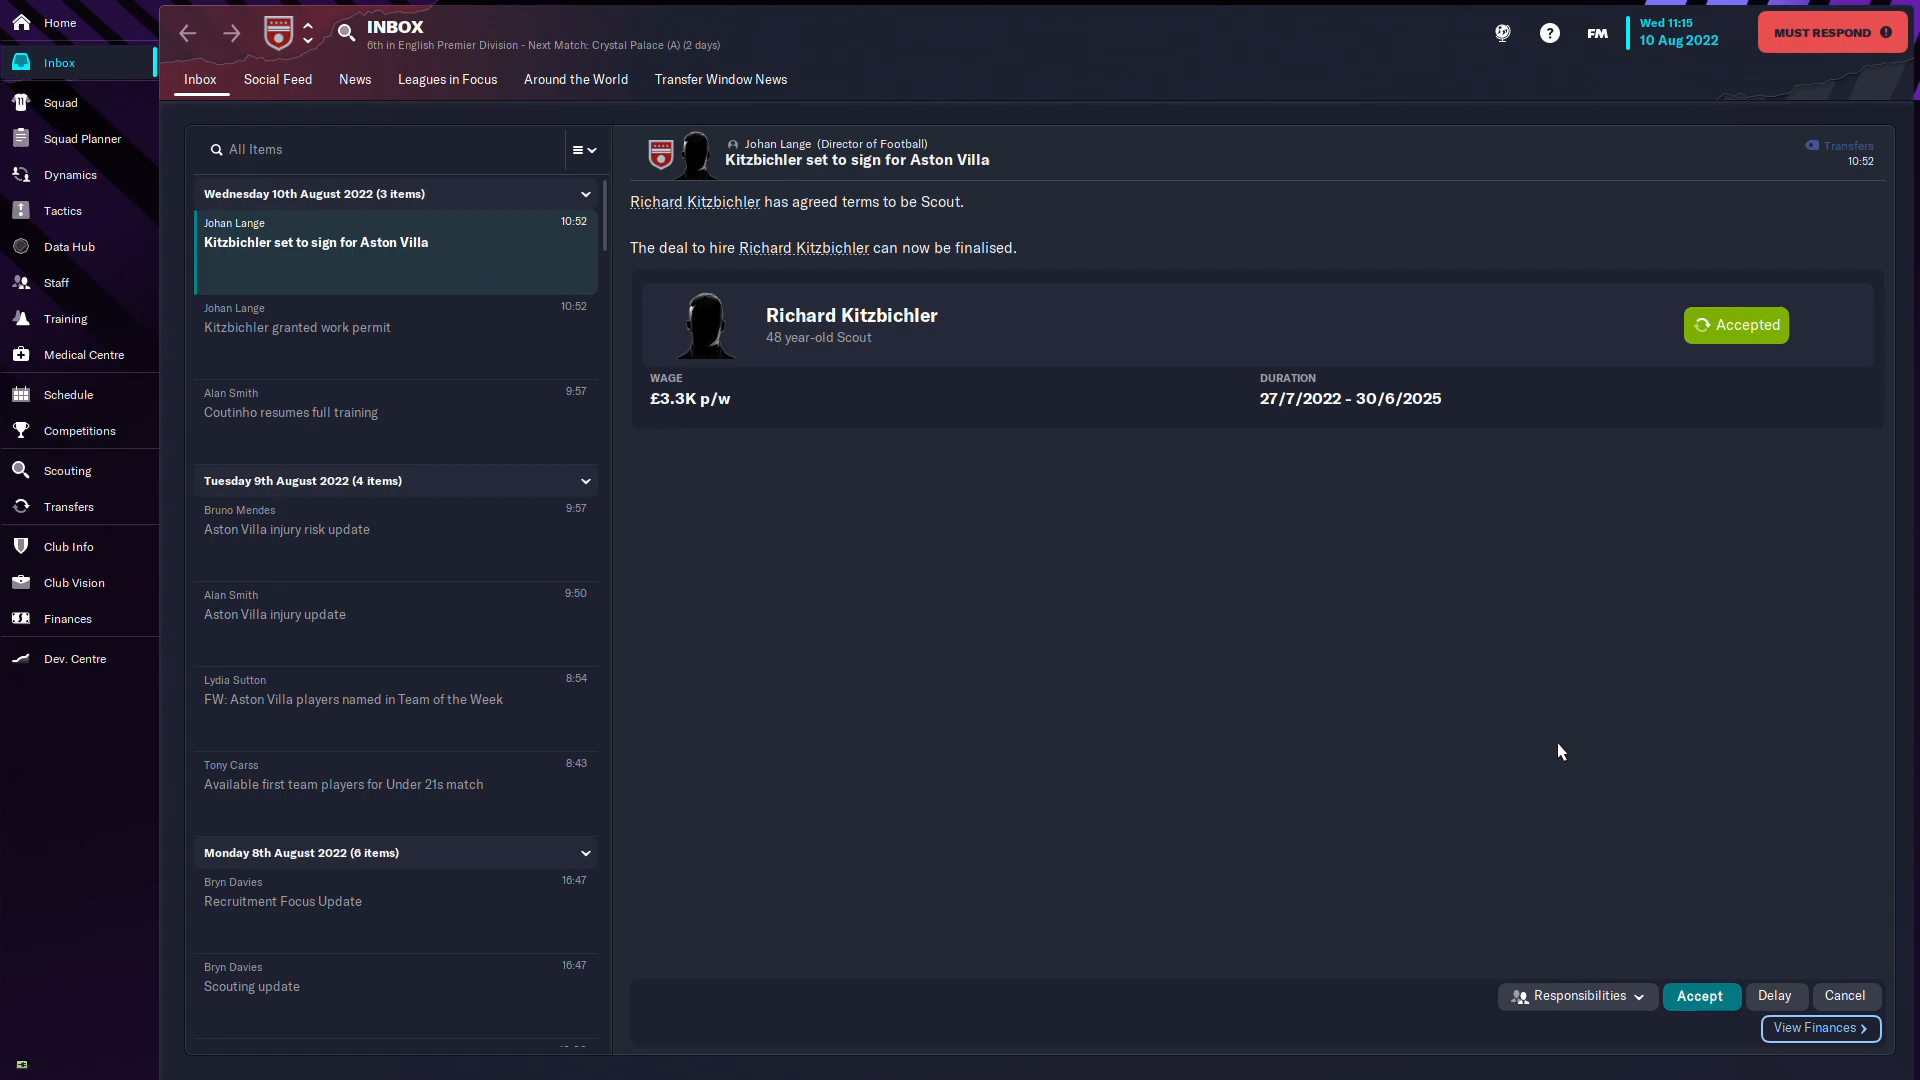 Home
Inbox
Squad
Squad Planner
Dynamics
Tactics
Data Hub
Staff
Training
Medical Centre
Schedule
Competitions
Scouting
Transfers
Club Info
Club Vision
Finances
Dev. Centre
INBOX
6th in English Premier Division - Next Match: Crystal Palace (A) (2 days)
FM
Wed 11:15
10 Aug 2022
MUST RESPOND
Inbox Social Feed News Leagues in Focus Around the World Transfer Window News
All Items
Wednesday 10th August 2022 (3 items)
Johan Lange 10:52
Kitzbichler set to sign for Aston Villa
Johan Lange 10:52
Kitzbichler granted work permit
Alan Smith 9:57
Coutinho resumes full training
Tuesday 9th August 2022 (4 items)
Bruno Mendes 9:57
Aston Villa injury risk update
Alan Smith 9:50
Aston Villa injury update
Lydia Sutton 8:54
FW: Aston Villa players named in Team of the Week
Tony Carss 8:43
Available first team players for Under 21s match
Monday 8th August 2022 (6 items)
Bryn Davies 16:47
Recruitment Focus Update
Bryn Davies 16:47
Scouting update
Johan Lange (Director of Football)
Kitzbichler set to sign for Aston Villa
Transfers
10:52
Richard Kitzbichler has agreed terms to be Scout.
The deal to hire Richard Kitzbichler can now be finalised.
Richard Kitzbichler
48 year-old Scout
Accepted
WAGE
£3.3K p/w
DURATION
27/7/2022 - 30/6/2025
Responsibilities Accept Delay Cancel
View Finances